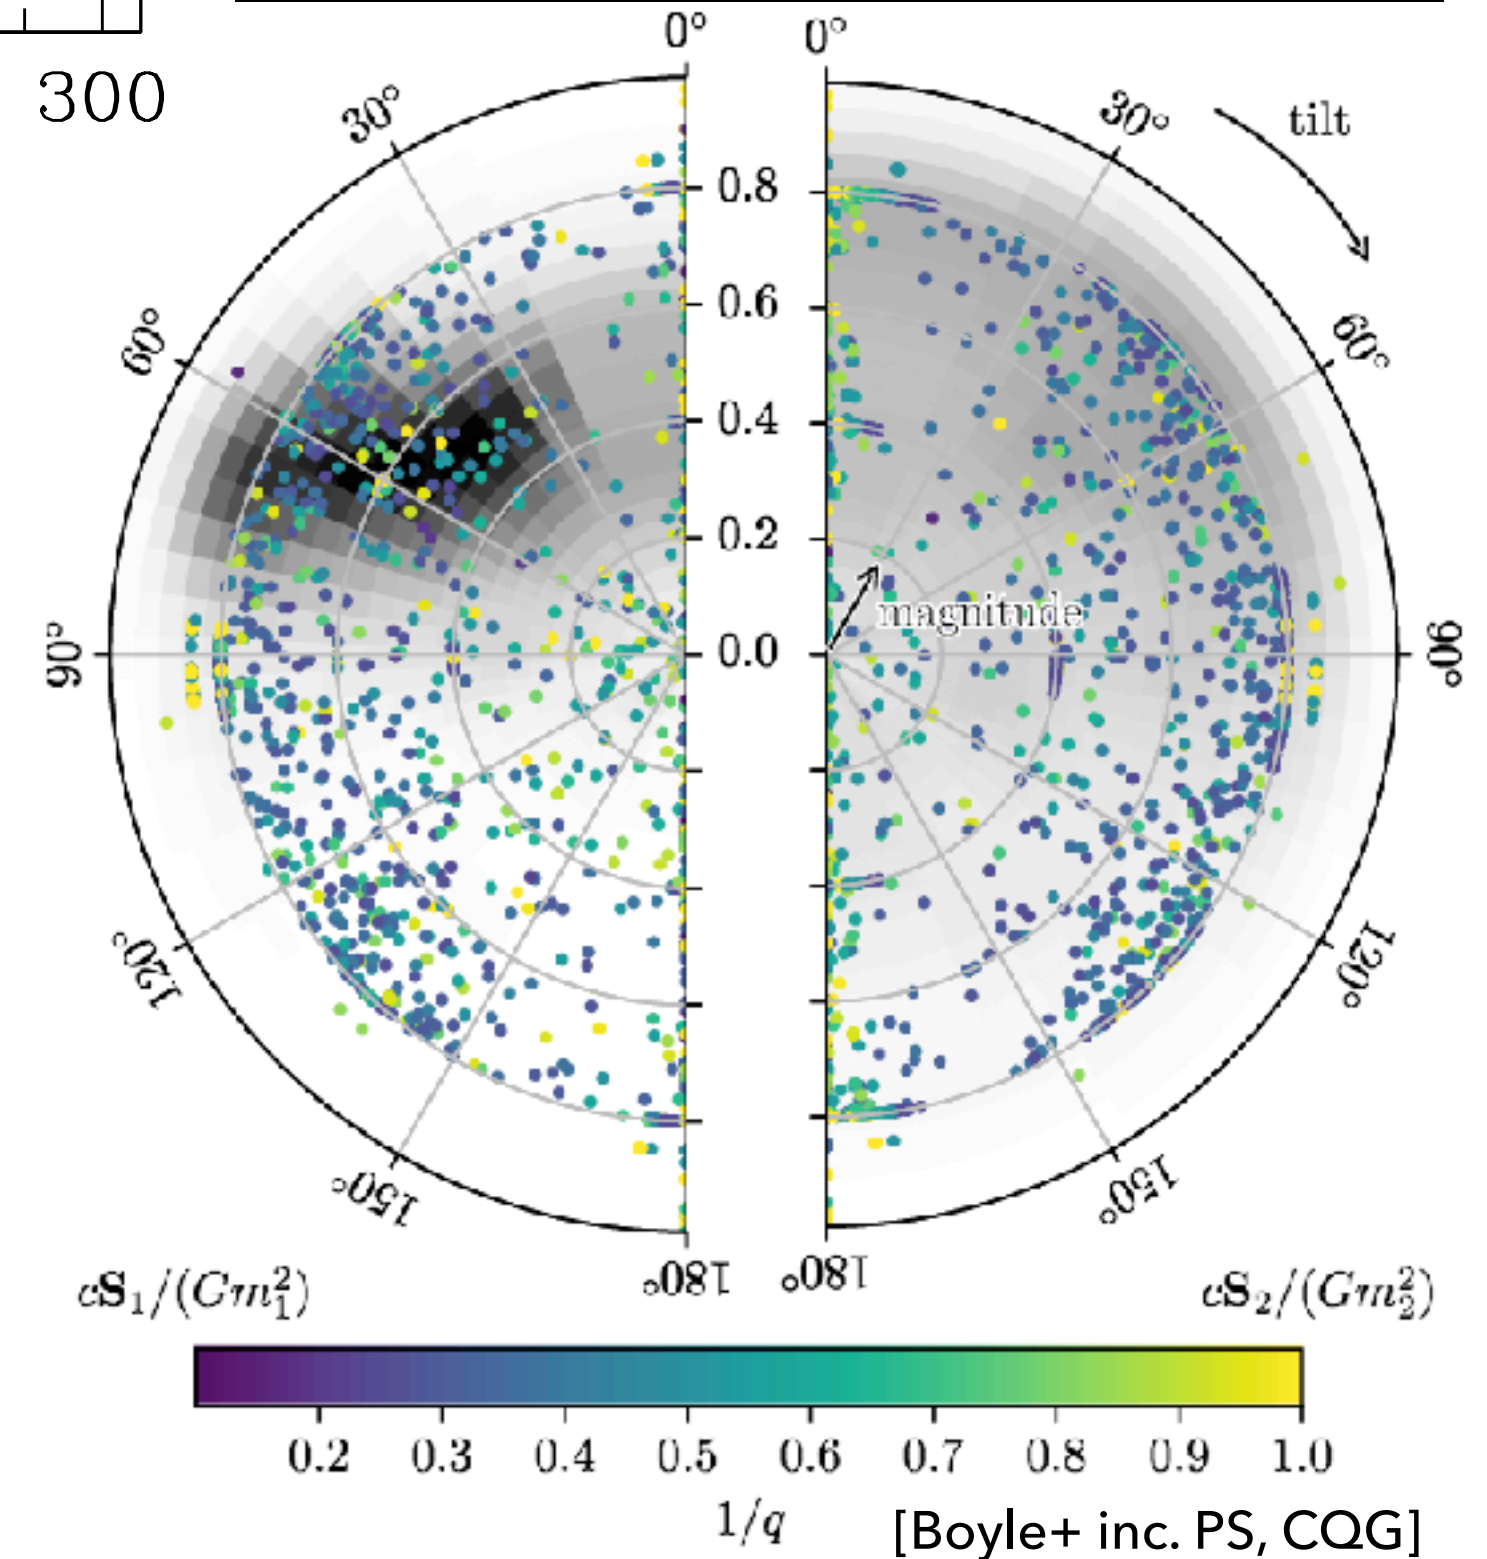 300
0° 0°
30° 30° tilt
60° 60°
0.8
0.6
0.4
0.2
0.0
magnitude
90° 90°
120° 120°
150° 150°
180° 180°
cS₁/(Gm₁²) cS₂/(Gm₂²)
0.2 0.3 0.4 0.5 0.6 0.7 0.8 0.9 1.0
1/q
[Boyle+ inc. PS, CQG]